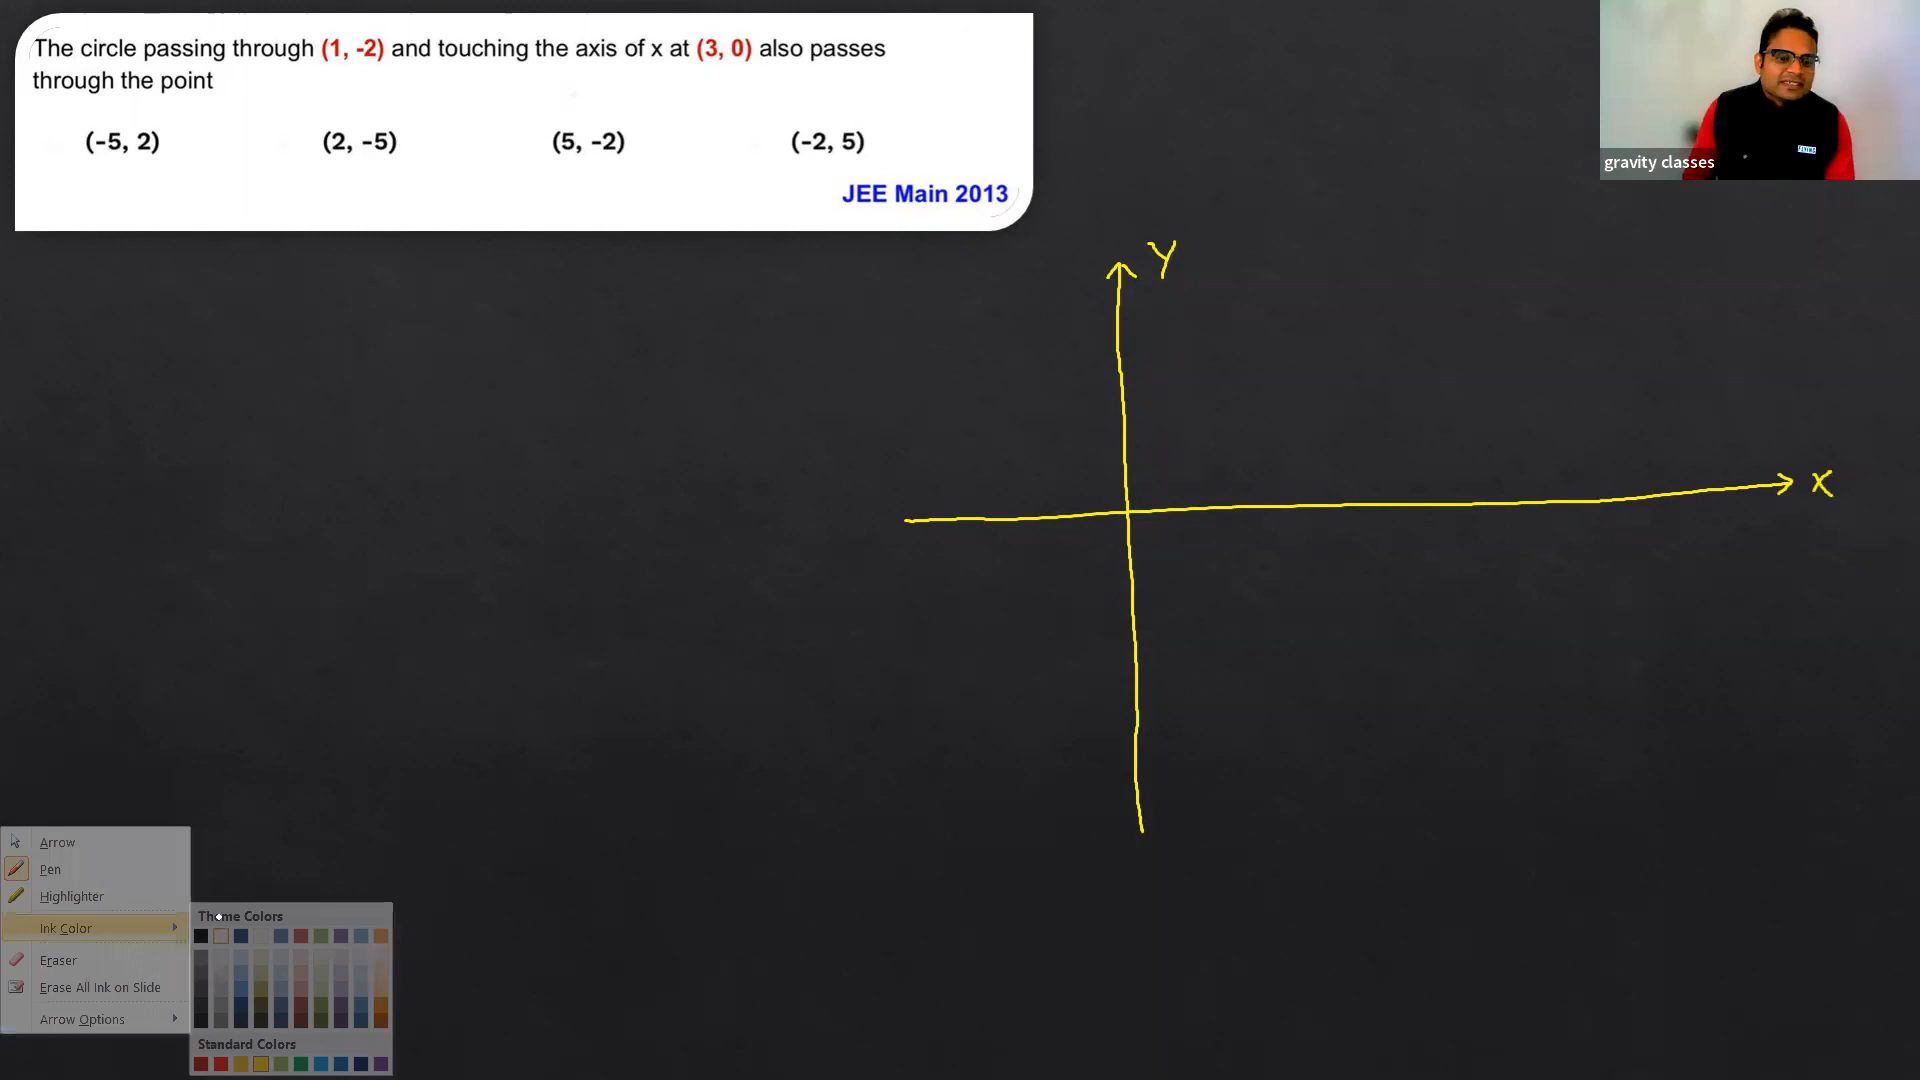 The circle passing through (1, -2) and touching the axis of x at (3, 0) also passes
through the point
(-5, 2) (2, -5) (5, -2) (-2, 5)
JEE Main 2013
gravity classes
Y
X
Arrow
Pen
Highlighter
Ink Color
Eraser
Erase All Ink on Slide
Arrow Options
Theme Colors
Standard Colors